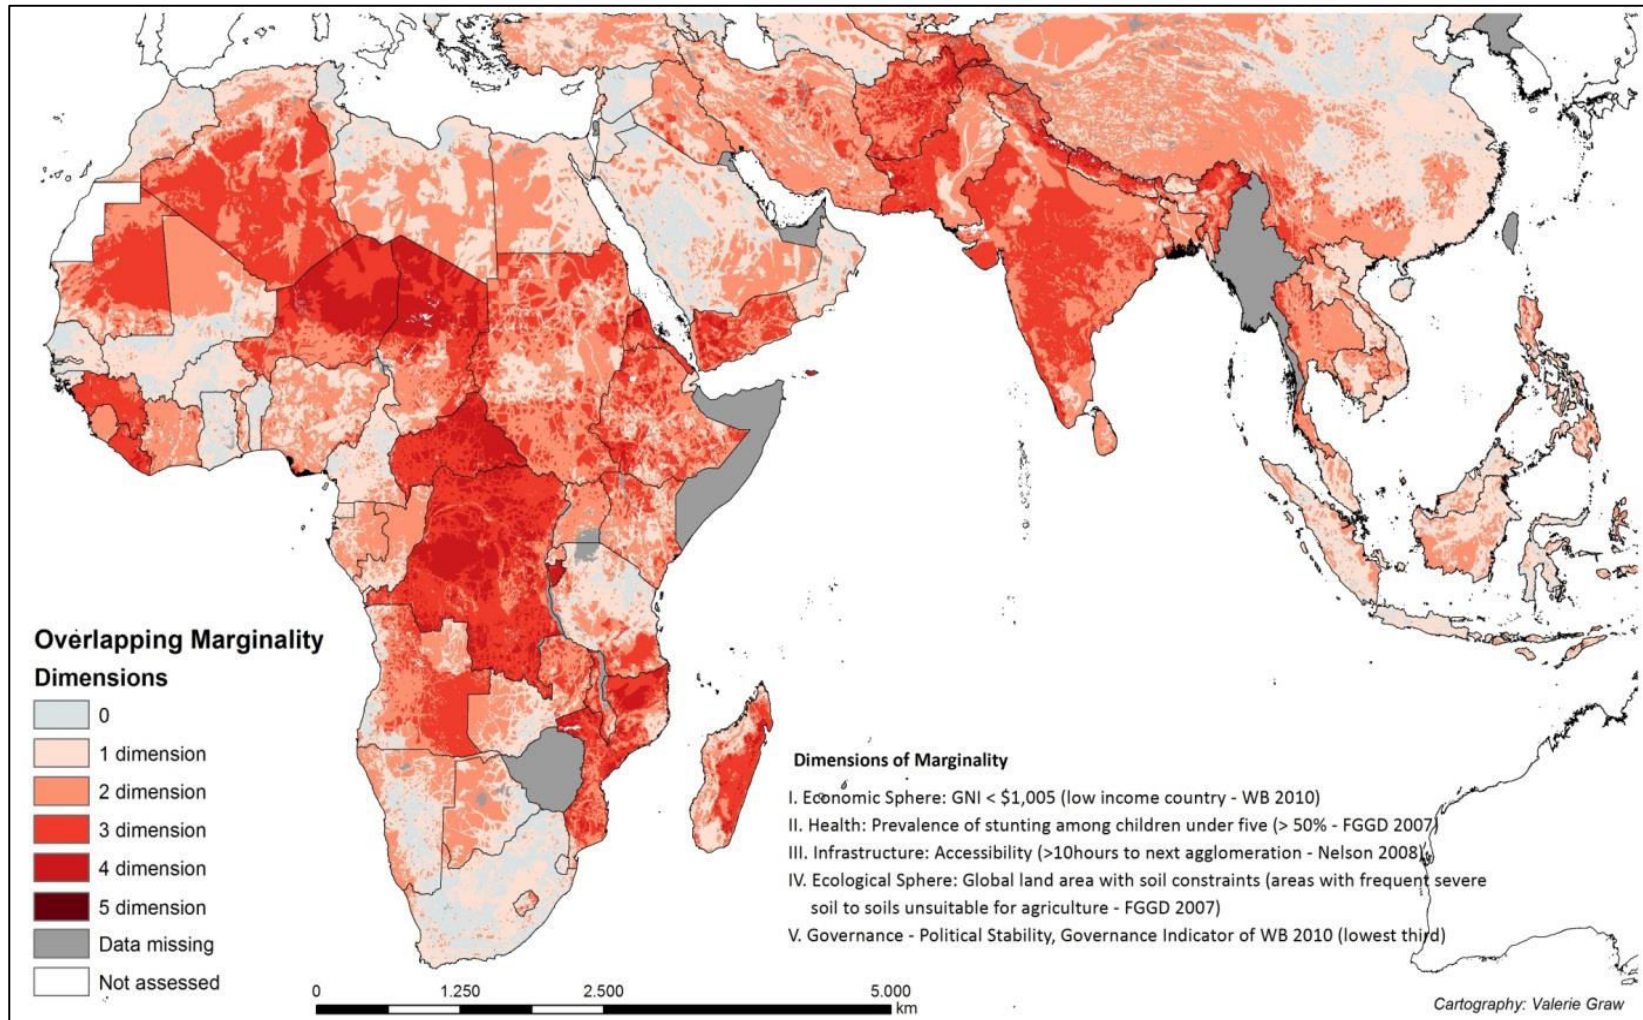 Overlapping Marginality
Dimensions
0
1 dimension
2 dimension
3 dimension
4 dimension
5 dimension
Data missing
Not assessed
Dimensions of Marginality
I. Economic Sphere: GNI < $1,005 (low income country - WB 2010)
II. Health: Prevalence of stunting among children under five (> 50% - FGGD 2007)
III. Infrastructure: Accessibility (>10hours to next agglomeration - Nelson 2008)
IV. Ecological Sphere: Global land area with soil constraints (areas with frequent severe
soil to soils unsuitable for agriculture - FGGD 2007)
V. Governance - Political Stability, Governance Indicator of WB 2010 (lowest third)
0 1.250 2.500 5.000
km
Cartography: Valerie Graw